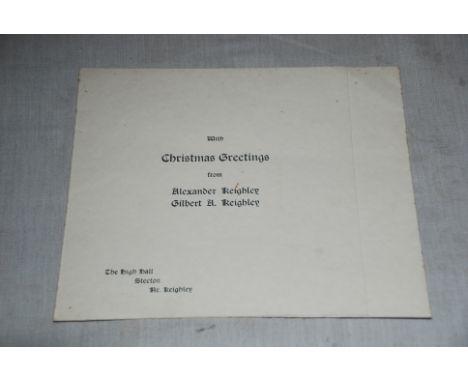 With
Christmas Greetings
from
Alexander Keighley
Gilbert A. Keighley
The High Hall
Steeton
Nr. Keighley